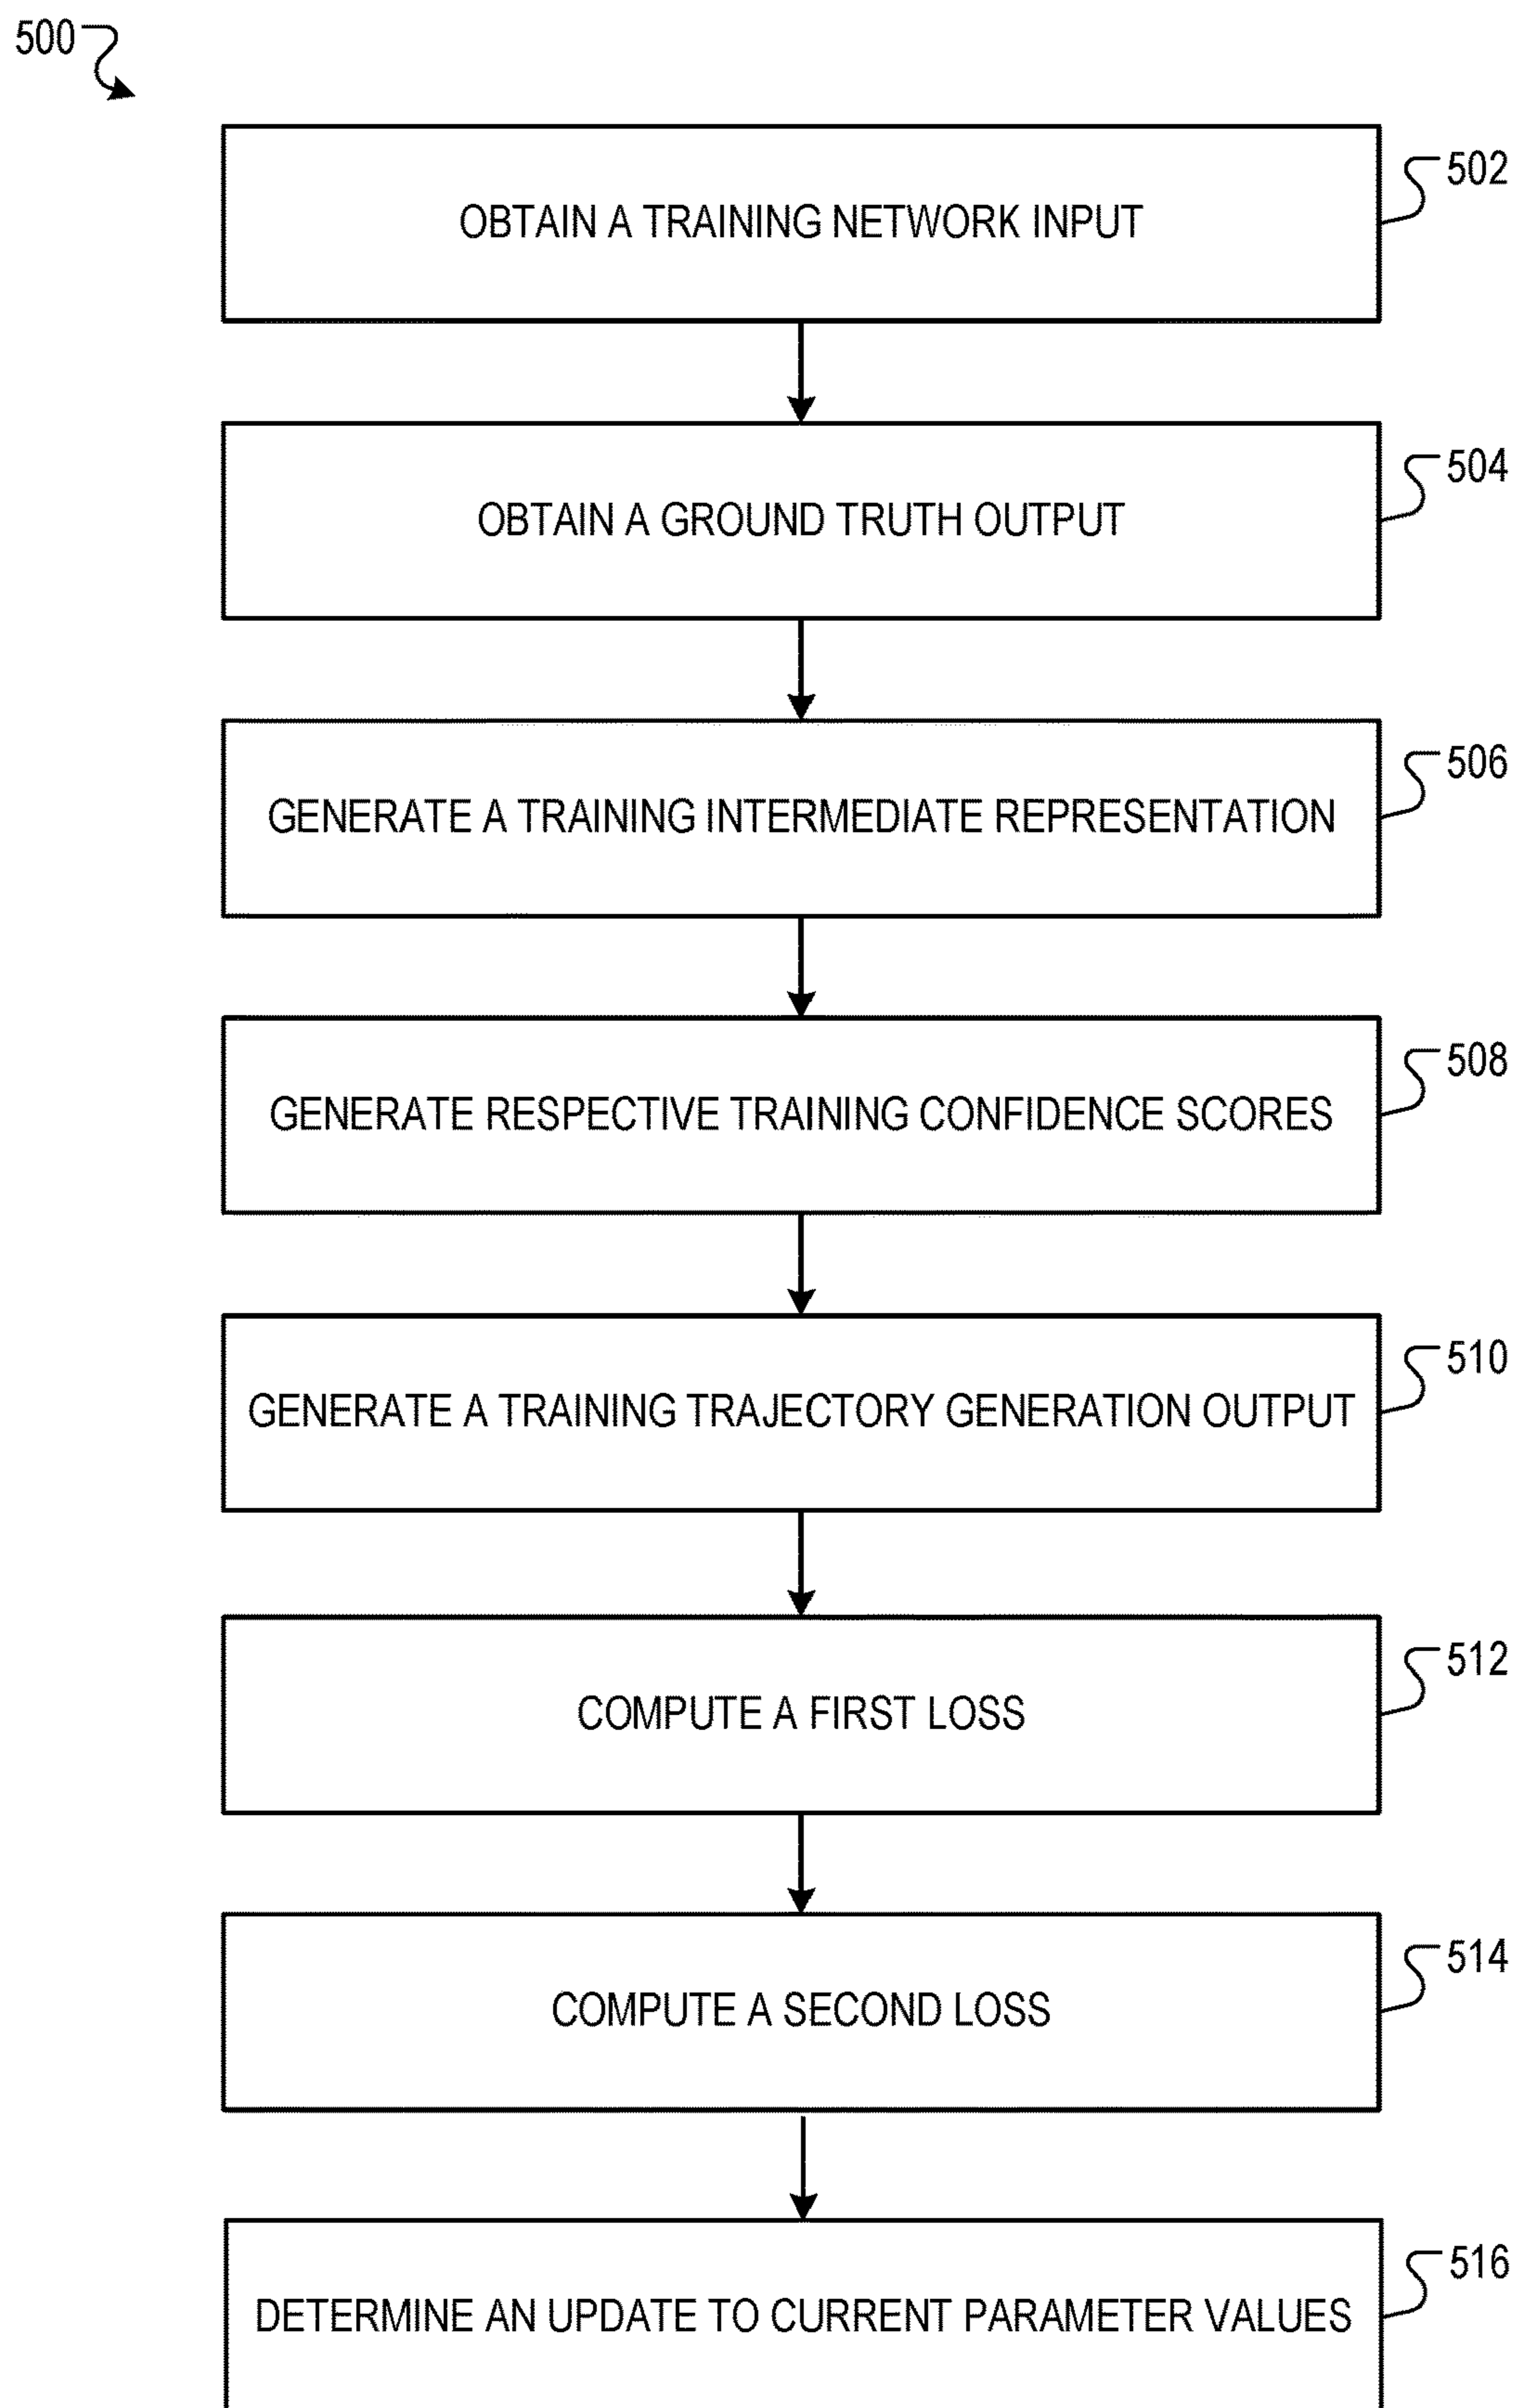 500
OBTAIN A TRAINING NETWORK INPUT
502
OBTAIN A GROUND TRUTH OUTPUT
504
GENERATE A TRAINING INTERMEDIATE REPRESENTATION
506
GENERATE RESPECTIVE TRAINING CONFIDENCE SCORES
508
GENERATE A TRAINING TRAJECTORY GENERATION OUTPUT
510
COMPUTE A FIRST LOSS
512
COMPUTE A SECOND LOSS
514
DETERMINE AN UPDATE TO CURRENT PARAMETER VALUES
516